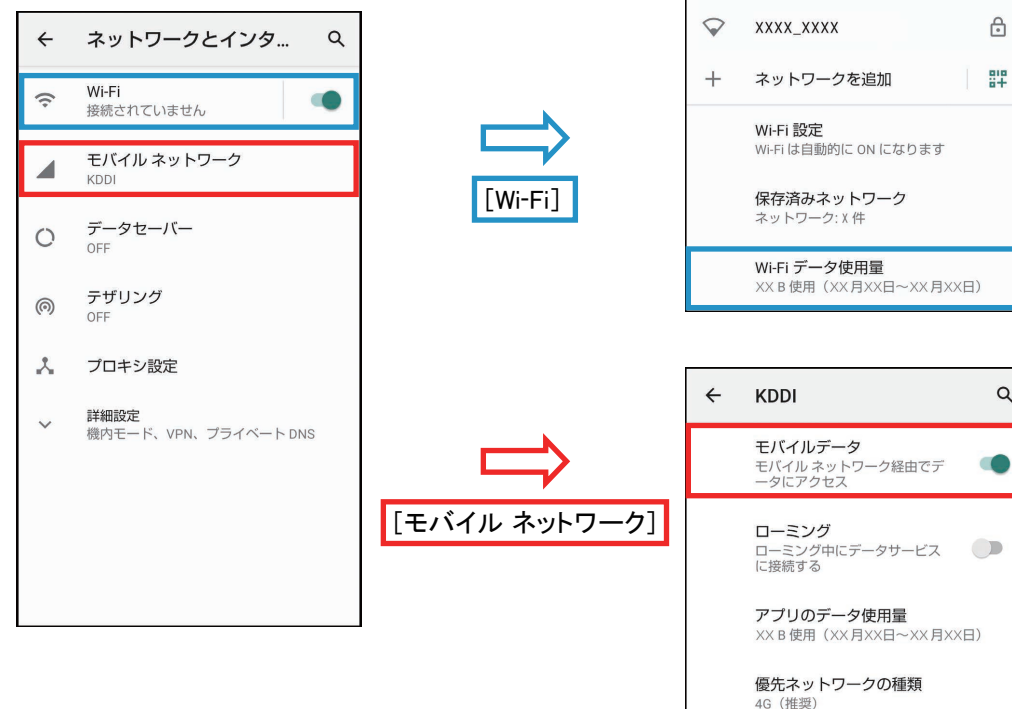 ネットワークとインタ...
Wi-Fi
接続されていません
モバイル ネットワーク
KDDI
データセーバー
OFF
テザリング
OFF
プロキシ設定
詳細設定
機内モード、VPN、プライベート DNS
[Wi-Fi]
[モバイル ネットワーク]
XXXX_XXXX
ネットワークを追加
Wi-Fi 設定
Wi-Fi は自動的に ON になります
保存済みネットワーク
ネットワーク: X 件
Wi-Fi データ使用量
XX B 使用（XX月XX日～XX月XX日）
KDDI
モバイルデータ
モバイル ネットワーク経由でデ
ータにアクセス
ローミング
ローミング中にデータサービス
に接続する
アプリのデータ使用量
XX B 使用（XX月XX日～XX月XX日）
優先ネットワークの種類
4G（推奨）